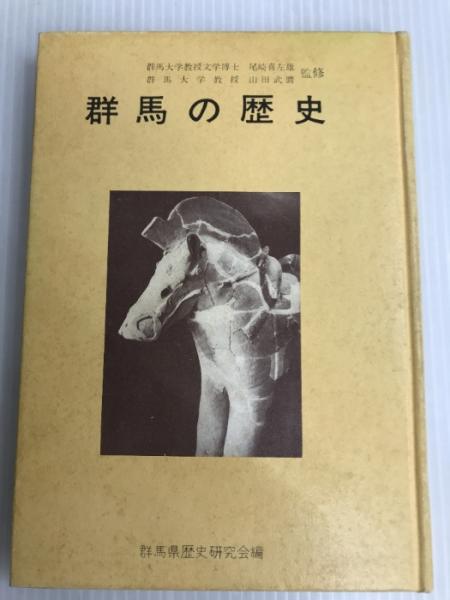 群馬大学教授文学博士 尾崎喜左雄
群馬大学教授 山田武麿
監修
群馬の歴史
群馬県歴史研究会編